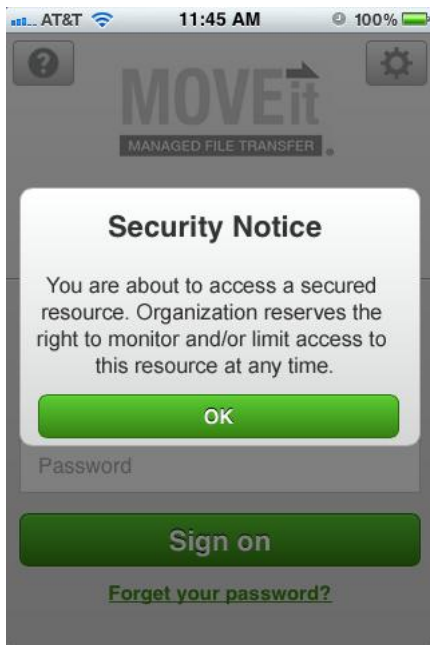 AT&T 11:45 AM 100%
?
MOVEit
MANAGED FILE TRANSFER
Security Notice
You are about to access a secured
resource. Organization reserves the
right to monitor and/or limit access to
this resource at any time.
OK
Password
Sign on
Forget your password?